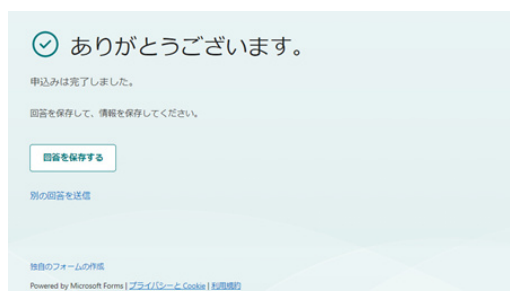 ありがとうございます。
申込みは完了しました。
回答を保存して、情報を保存してください。
回答を保存する
別の回答を送信
独自のフォームの作成
Powered by Microsoft Forms | プライバシーと Cookie | 利用規約